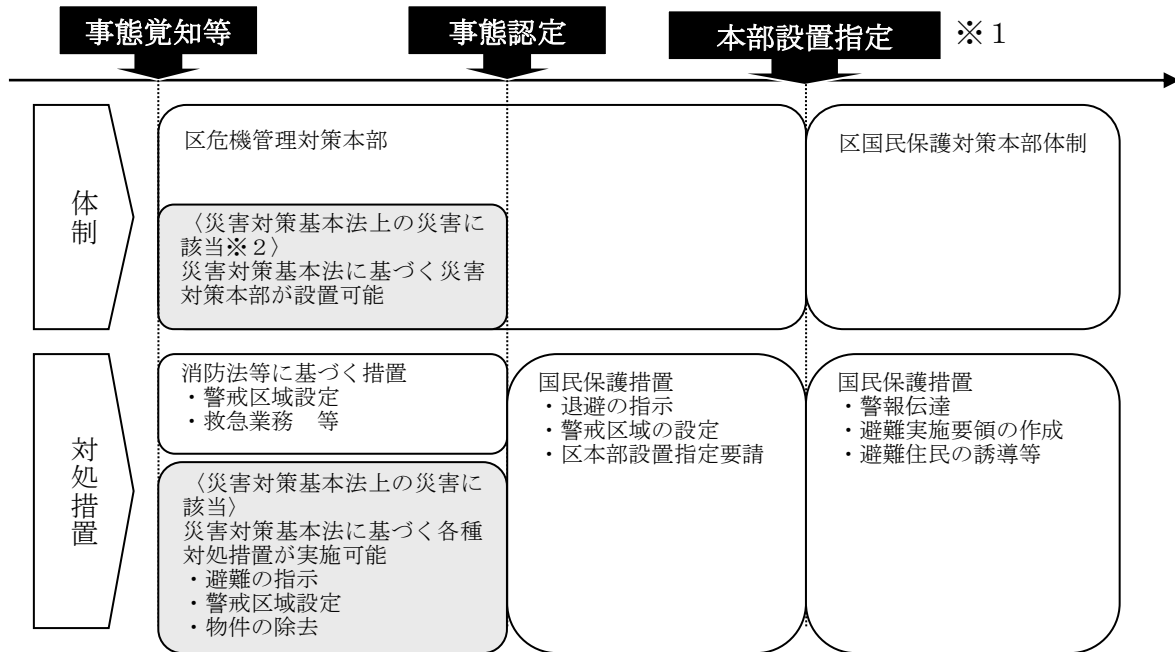 事態覚知等
事態認定
本部設置指定
※１
体制
区危機管理対策本部
〈災害対策基本法上の災害に
該当※２〉
災害対策基本法に基づく災害
対策本部が設置可能
区国民保護対策本部体制
対処措置
消防法等に基づく措置
・警戒区域設定
・救急業務　等
〈災害対策基本法上の災害に
該当〉
災害対策基本法に基づく各種
対処措置が実施可能
・避難の指示
・警戒区域設定
・物件の除去
国民保護措置
・退避の指示
・警戒区域の設定
・区本部設置指定要請
国民保護措置
・警報伝達
・避難実施要領の作成
・避難住民の誘導等